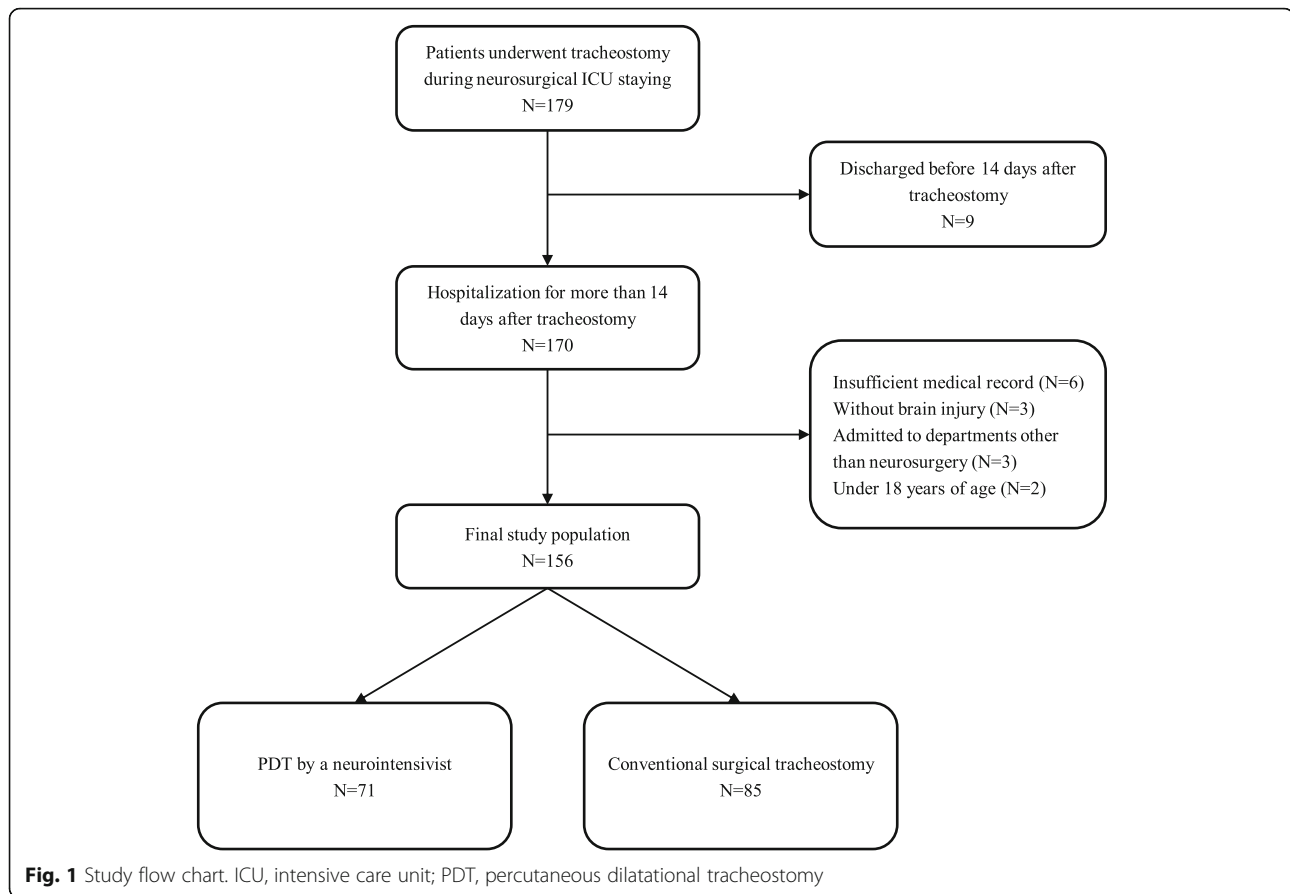 Patients underwent tracheostomy
during neurosurgical ICU staying
N=179
Discharged before 14 days after
tracheostomy
N=9
Hospitalization for more than 14
days after tracheostomy
N=170
Insufficient medical record (N=6)
Without brain injury (N=3)
Admitted to departments other
than neurosurgery (N=3)
Under 18 years of age (N=2)
Final study population
N=156
PDT by a neurointensivist
N=71
Conventional surgical tracheostomy
N=85
Fig. 1 Study flow chart. ICU, intensive care unit; PDT, percutaneous dilatational tracheostomy